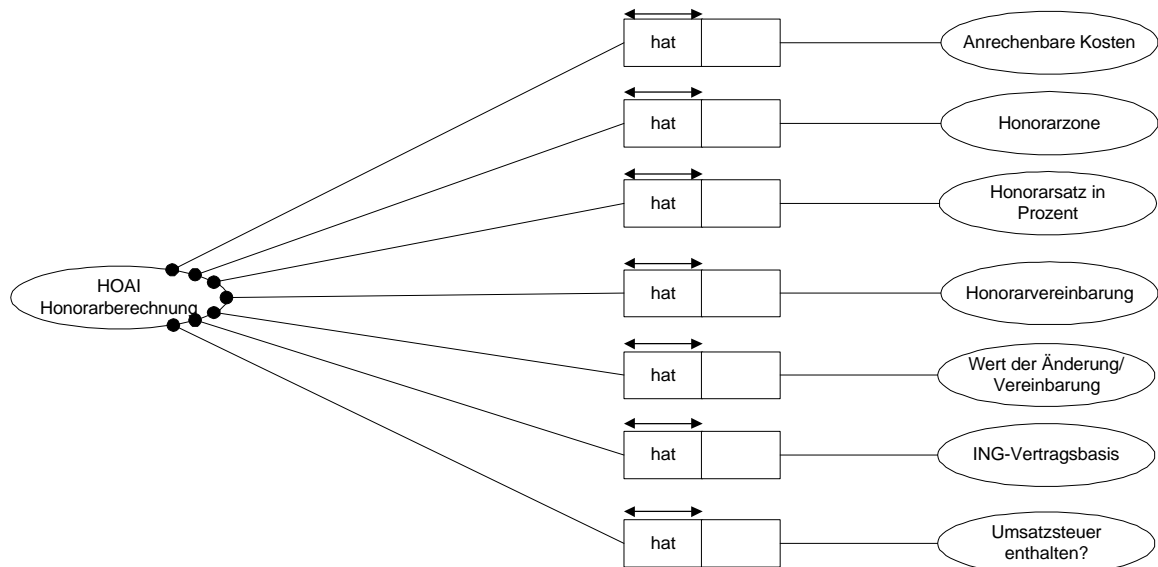 hat
Anrechenbare Kosten
hat
Honorarzone
hat
Honorarsatz in
Prozent
HOAI
Honorarberechnung
hat
Honorarvereinbarung
hat
Wert der Änderung/
Vereinbarung
hat
ING-Vertragsbasis
hat
Umsatzsteuer
enthalten?